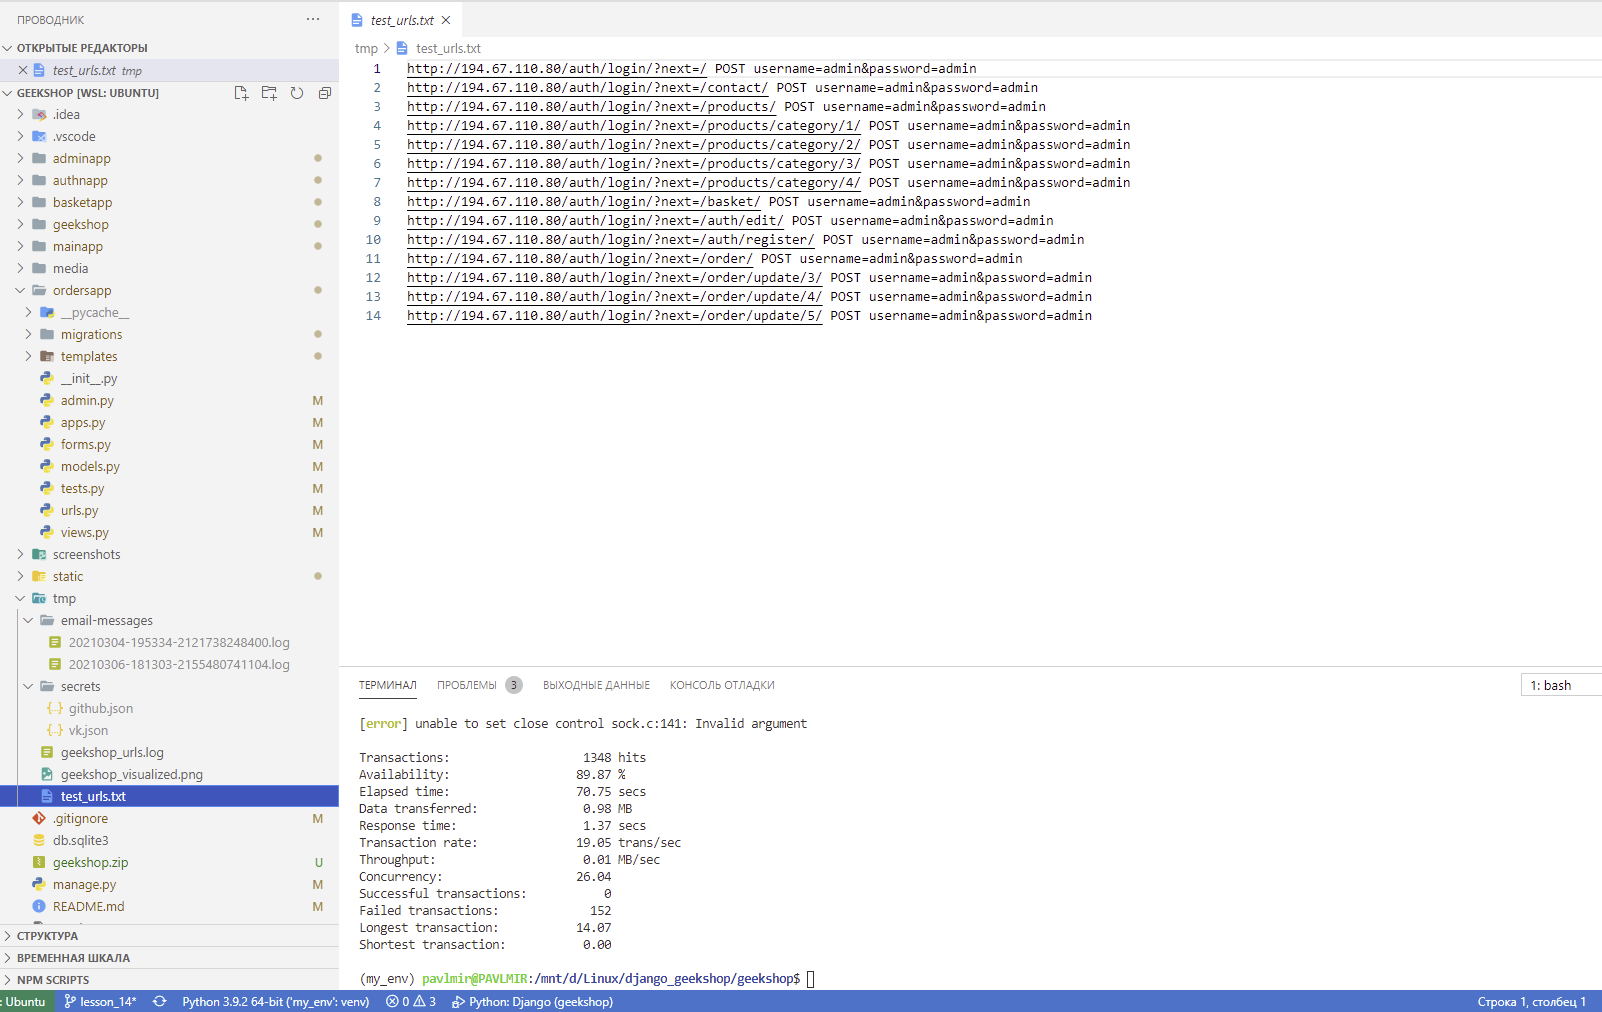 ПРОВОДНИК
ОТКРЫТЫЕ РЕДАКТОРЫ
test_urls.txt tmp
GEEKSHOP [WSL: UBUNTU]
.idea
.vscode
adminapp
authnapp
basketapp
geekshop
mainapp
media
ordersapp
__pycache__
migrations
templates
__init__.py
admin.py M
apps.py M
forms.py M
models.py M
tests.py M
urls.py M
views.py M
screenshots
static
tmp
email-messages
20210304-195334-2121738248400.log
20210306-181303-2155480741104.log
secrets
github.json
vk.json
geekshop_urls.log
geekshop_visualized.png
test_urls.txt
.gitignore M
db.sqlite3
geekshop.zip U
manage.py M
README.md M
СТРУКТУРА
ВРЕМЕННАЯ ШКАЛА
NPM SCRIPTS
test_urls.txt
tmp > test_urls.txt
1 http://194.67.110.80/auth/login/?next=/ POST username=admin&password=admin
2 http://194.67.110.80/auth/login/?next=/contact/ POST username=admin&password=admin
3 http://194.67.110.80/auth/login/?next=/products/ POST username=admin&password=admin
4 http://194.67.110.80/auth/login/?next=/products/category/1/ POST username=admin&password=admin
5 http://194.67.110.80/auth/login/?next=/products/category/2/ POST username=admin&password=admin
6 http://194.67.110.80/auth/login/?next=/products/category/3/ POST username=admin&password=admin
7 http://194.67.110.80/auth/login/?next=/products/category/4/ POST username=admin&password=admin
8 http://194.67.110.80/auth/login/?next=/basket/ POST username=admin&password=admin
9 http://194.67.110.80/auth/login/?next=/auth/edit/ POST username=admin&password=admin
10 http://194.67.110.80/auth/login/?next=/auth/register/ POST username=admin&password=admin
11 http://194.67.110.80/auth/login/?next=/order/ POST username=admin&password=admin
12 http://194.67.110.80/auth/login/?next=/order/update/3/ POST username=admin&password=admin
13 http://194.67.110.80/auth/login/?next=/order/update/4/ POST username=admin&password=admin
14 http://194.67.110.80/auth/login/?next=/order/update/5/ POST username=admin&password=admin
ТЕРМИНАЛ ПРОБЛЕМЫ 3 ВЫХОДНЫЕ ДАННЫЕ КОНСОЛЬ ОТЛАДКИ 1: bash
[error] unable to set close control sock.c:141: Invalid argument
Transactions: 1348 hits
Availability: 89.87 %
Elapsed time: 70.75 secs
Data transferred: 0.98 MB
Response time: 1.37 secs
Transaction rate: 19.05 trans/sec
Throughput: 0.01 MB/sec
Concurrency: 26.04
Successful transactions: 0
Failed transactions: 152
Longest transaction: 14.07
Shortest transaction: 0.00
(my_env) pavlmir@PAVLMIR:/mnt/d/Linux/django_geekshop/geekshop$
: Ubuntu lesson_14* Python 3.9.2 64-bit ('my_env': venv) 0 3 Python: Django (geekshop) Строка 1, столбец 1